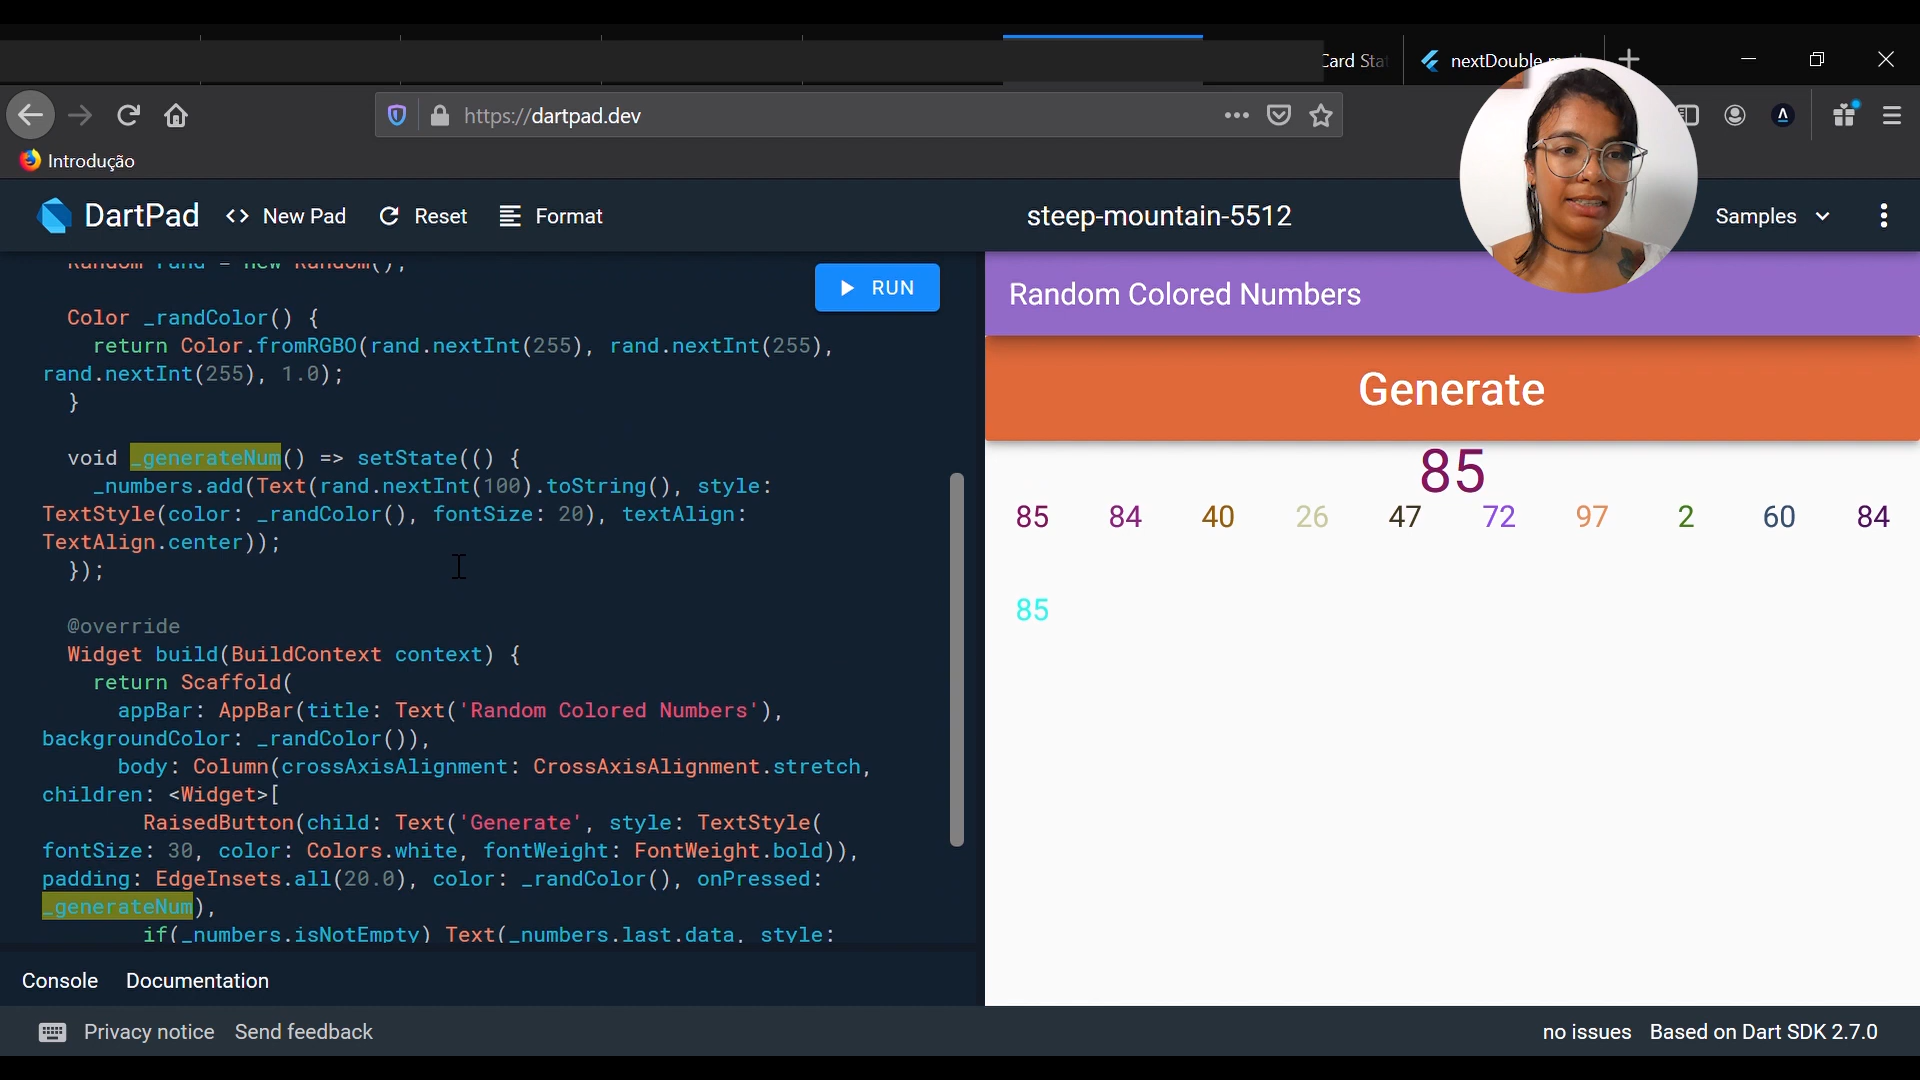 Card Sta
nextDouble
https://dartpad.dev
Introdução
DartPad
<> New Pad
Reset
Format
steep-mountain-5512
Samples
Random rand = new Random();
RUN
Color _randColor() {
return Color.fromRGBO(rand.nextInt(255), rand.nextInt(255),
rand.nextInt(255), 1.0);
}
void _generateNum() => setState(() {
_numbers.add(Text(rand.nextInt(100).toString(), style:
TextStyle(color: _randColor(), fontSize: 20), textAlign:
TextAlign.center));
});
@override
Widget build(BuildContext context) {
return Scaffold(
appBar: AppBar(title: Text('Random Colored Numbers'),
backgroundColor: _randColor()),
body: Column(crossAxisAlignment: CrossAxisAlignment.stretch,
children: <Widget>[
RaisedButton(child: Text('Generate', style: TextStyle(
fontSize: 30, color: Colors.white, fontWeight: FontWeight.bold)),
padding: EdgeInsets.all(20.0), color: _randColor(), onPressed:
_generateNum),
if(_numbers.isNotEmpty) Text(_numbers.last.data, style:
Random Colored Numbers
Generate
85
85 84 40 26 47 72 97 2 60 84
85
Console
Documentation
Privacy notice
Send feedback
no issues
Based on Dart SDK 2.7.0